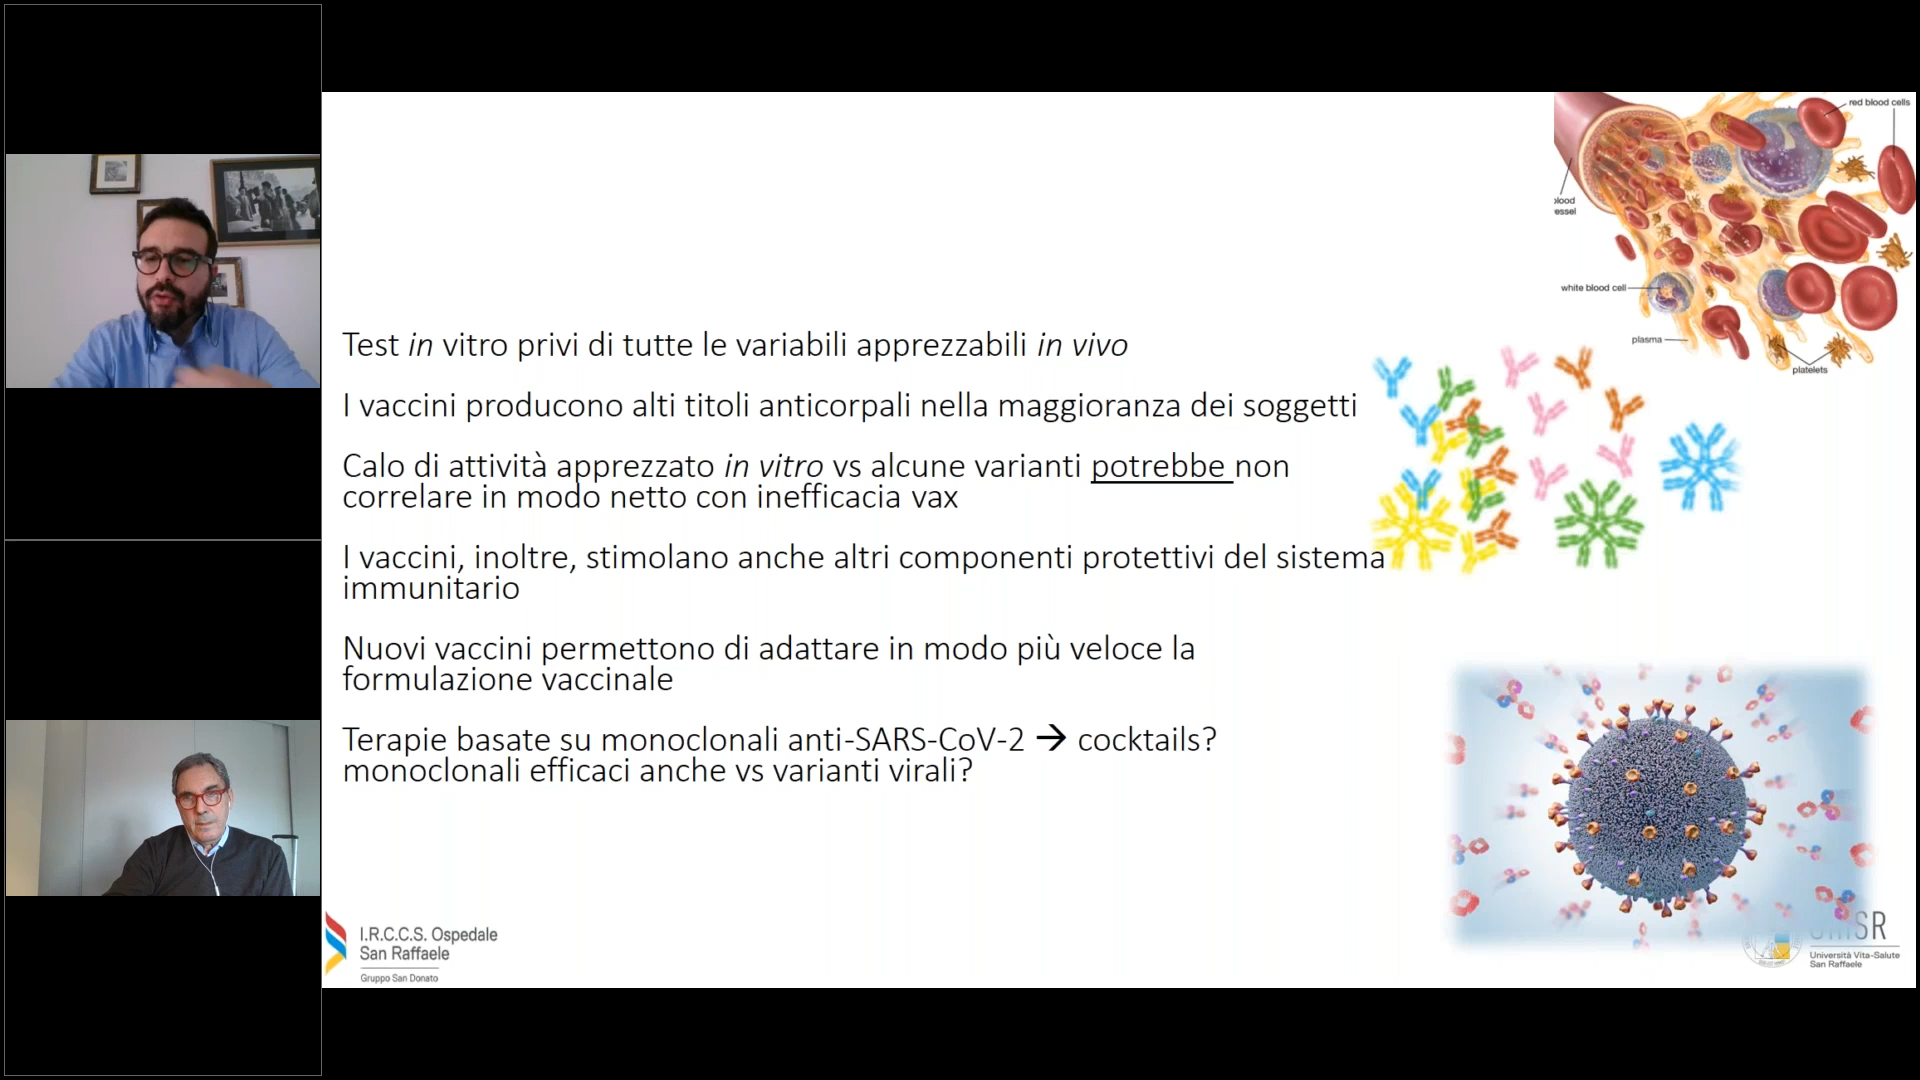 red blood cells
white blood cell
plasma
platelets
Test in vitro privi di tutte le variabili apprezzabili in vivo
I vaccini producono alti titoli anticorpali nella maggioranza dei soggetti
Calo di attività apprezzato in vitro vs alcune varianti potrebbe non
correlare in modo netto con inefficacia vax
I vaccini, inoltre, stimolano anche altri componenti protettivi del sistema
immunitario
Nuovi vaccini permettono di adattare in modo più veloce la
formulazione vaccinale
Terapie basate su monoclonali anti-SARS-CoV-2 → cocktails?
monoclonali efficaci anche vs varianti virali?
I.R.C.C.S. Ospedale
San Raffaele
Gruppo San Donato
Università Vita-Salute
San Raffaele